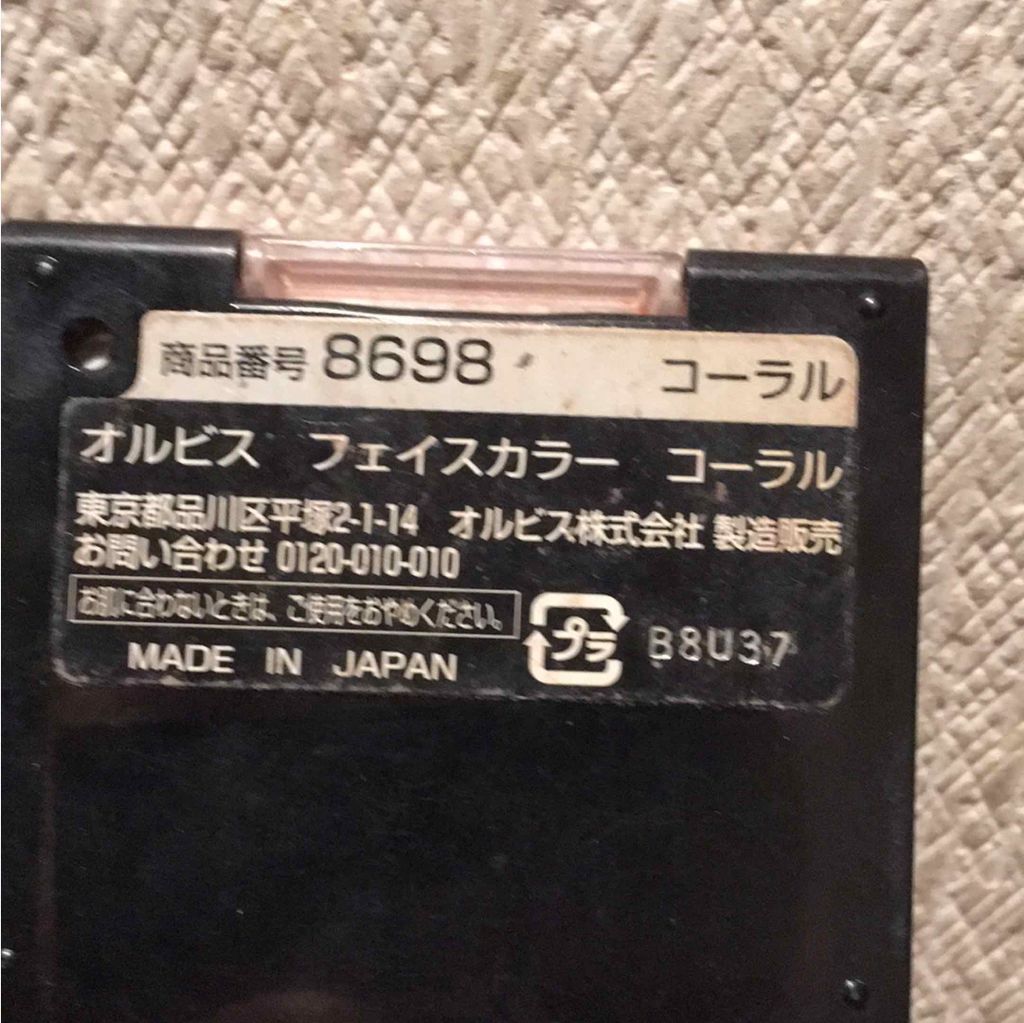 商品番号 8698 コーラル
オルビス フェイスカラー コーラル
東京都品川区平塚2-1-14 オルビス株式会社 製造販売
お問い合わせ 0120-010-010
お肌に合わないときは、ご使用をおやめください。
プラ B8U37
MADE IN JAPAN